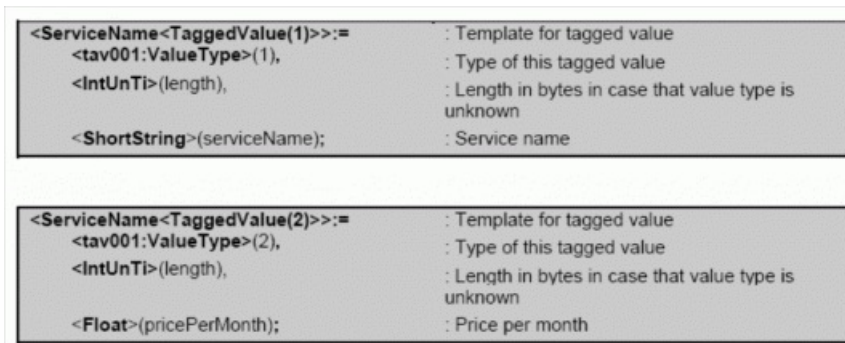 <ServiceName<TaggedValue(1)>>:= : Template for tagged value
<tav001:ValueType>(1), : Type of this tagged value
<IntUnTi>(length), : Length in bytes in case that value type is
unknown
<ShortString>(serviceName); : Service name
<ServiceName<TaggedValue(2)>>:= : Template for tagged value
<tav001:ValueType>(2), : Type of this tagged value
<IntUnTi>(length), : Length in bytes in case that value type is
unknown
<Float>(pricePerMonth); : Price per month